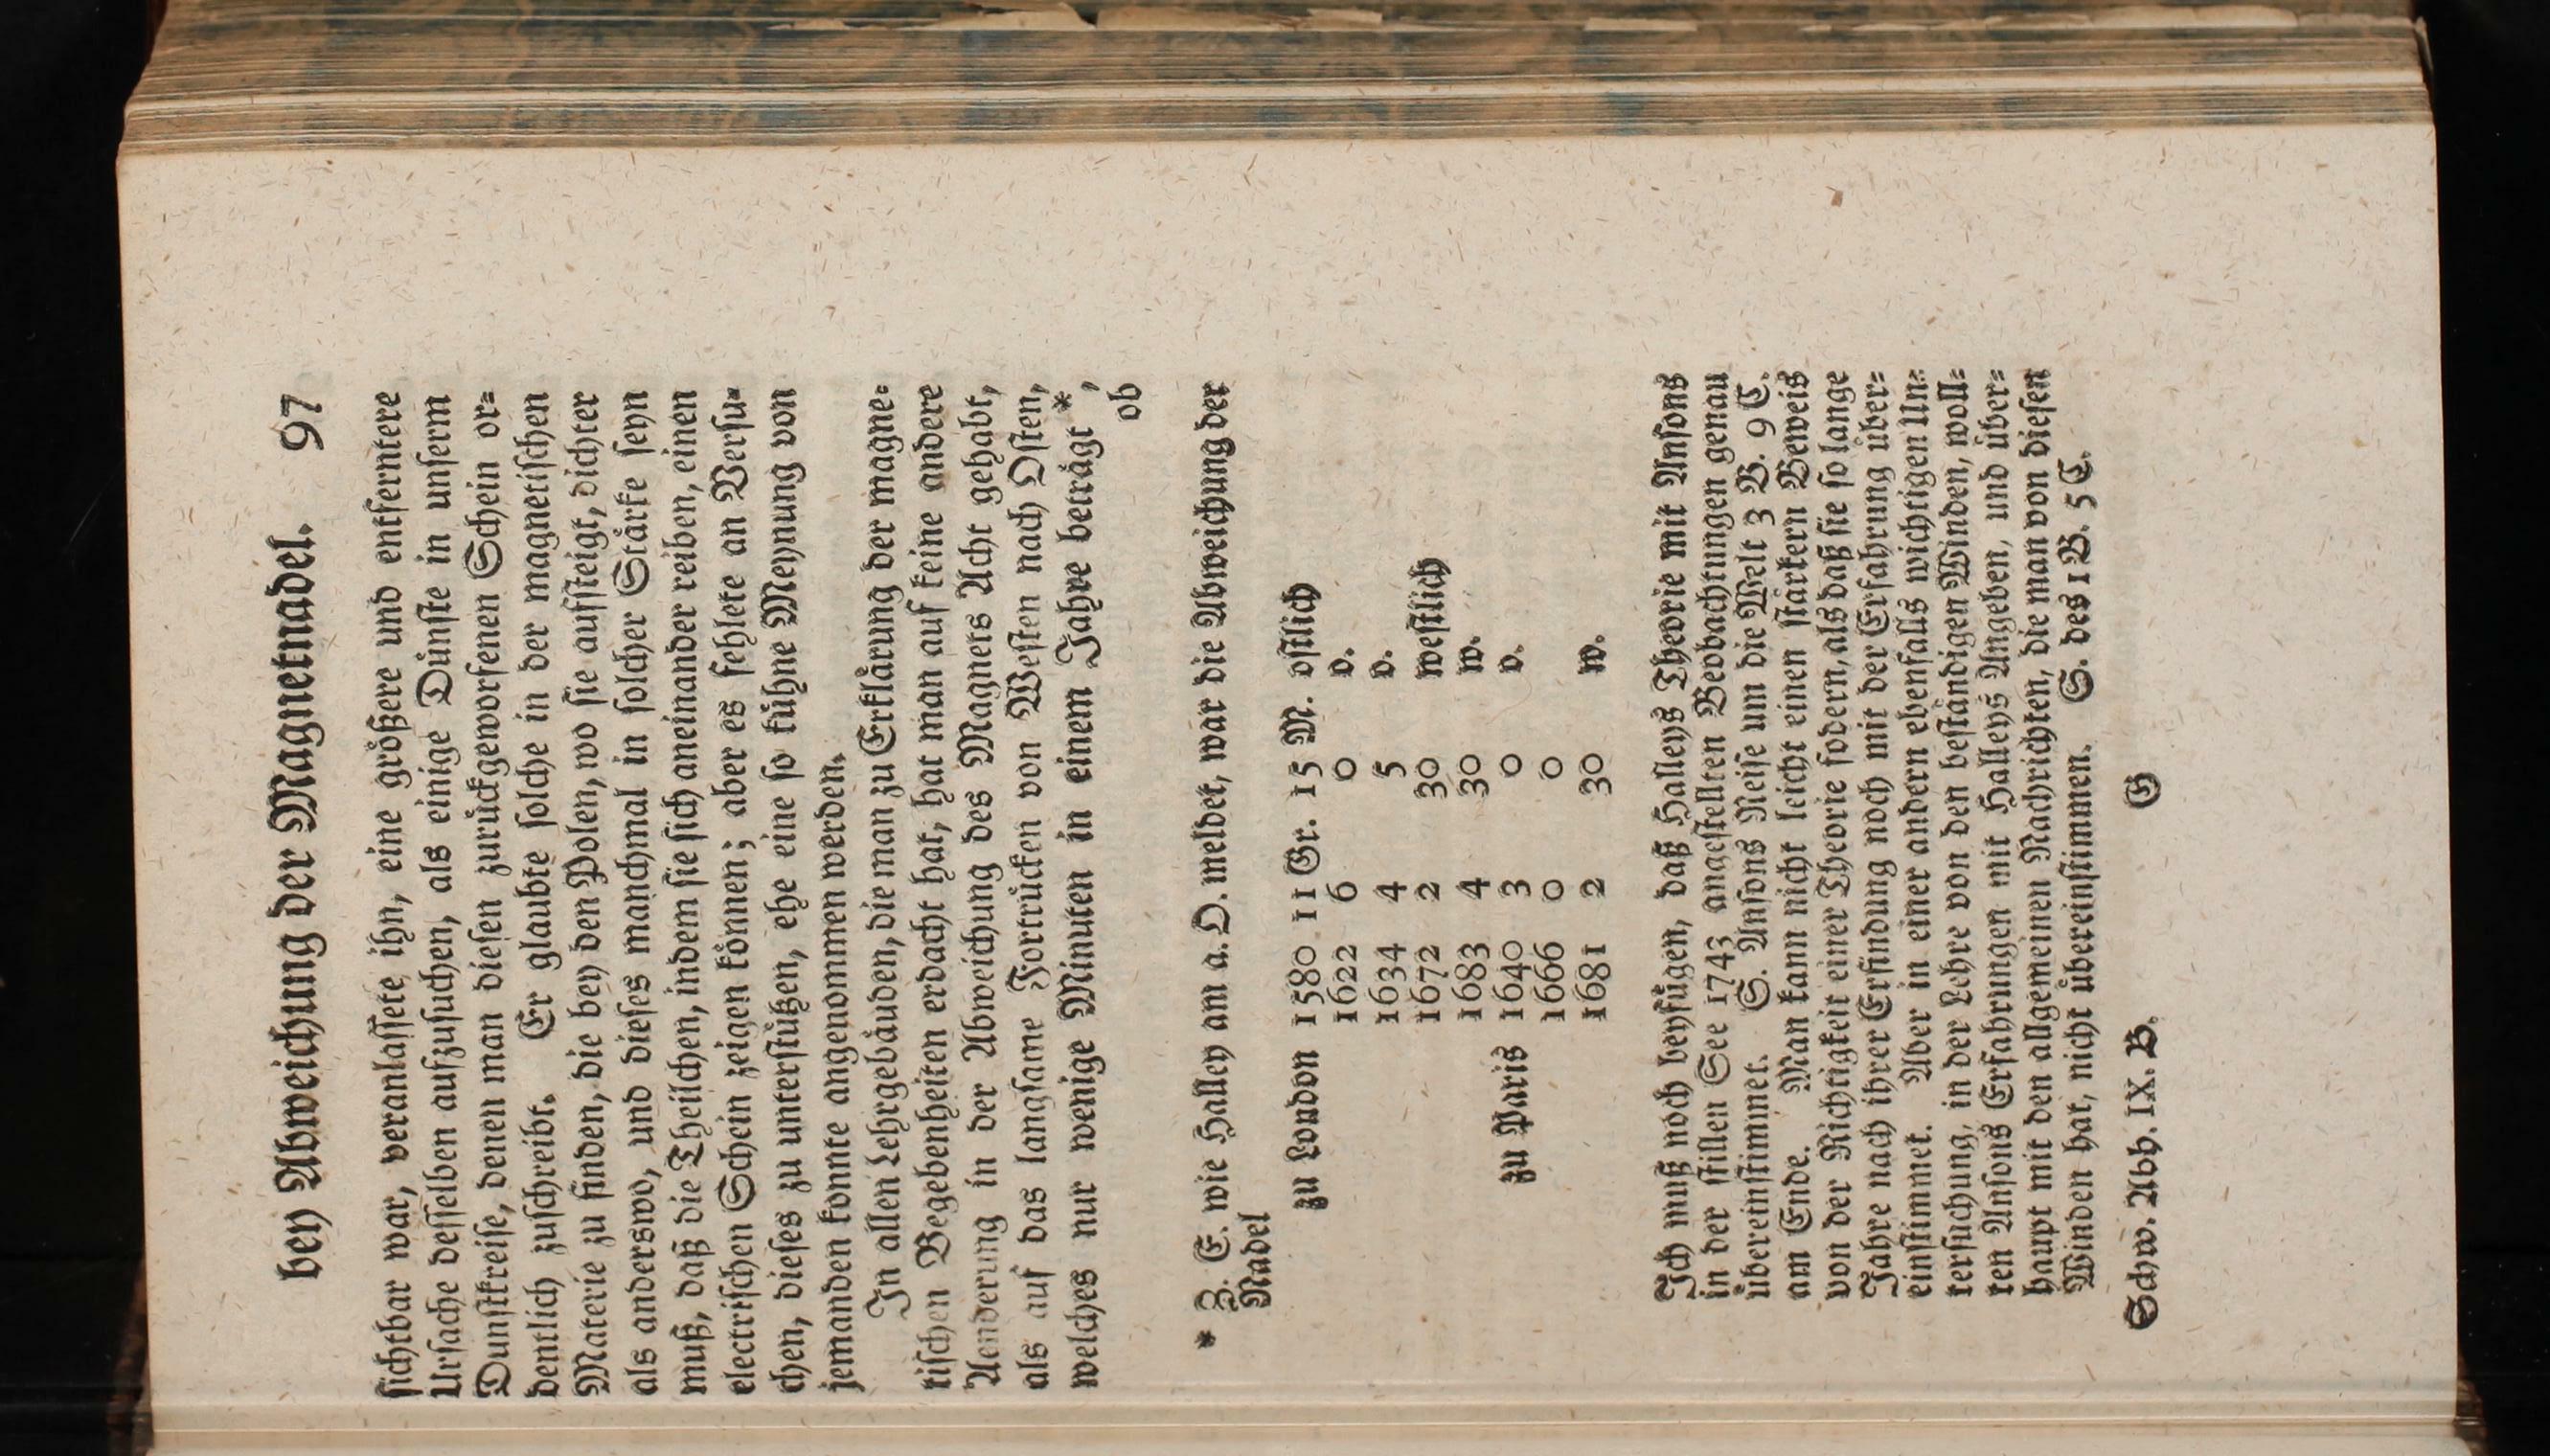 bey Abweichung der Magnetnadel. 97
sichtbar war, veranlassete ihn, eine größere und entferntere
Ursache desselben aufzusuchen, als einige Dünste in unserm
Dunstkreise, denen man diesen zurückgeworfenen Schein or-
dentlich zuschreibt. Er glaubte solche in der magnetischen
Materie zu finden, die bey den Polen, wo sie aufsteigt, dichter
als anderswo, und dieses manchmal in solcher Stärke seyn
muß, daß die Theilchen, indem sie sich aneinander reiben, einen
electrischen Schein zeigen können; aber es fehlete an Versu-
chen, dieses zu unterstützen, ehe eine so kühne Meynung von
jemanden konnte angenommen werden.
In allen Lehrgebäuden, die man zu Erklärung der magne-
tischen Begebenheiten erdacht hat, hat man auf keine andere
Aenderung in der Abweichung des Magnets Acht gehabt,
als auf das langsame Fortrücken von Westen nach Osten,
welches nur wenige Minuten in einem Jahre beträgt *,
ob
* Z. E. wie Halley am a. O. meldet, war die Abweichung der
Nadel
zu London 1580 11 Gr. 15 M. östlich
1622 6 0 o.
1634 4 5 o.
1672 2 30 westlich
1683 4 30 w.
zu Paris 1640 3 0 o.
1666 0 0
1681 2 30 w.
Ich muß noch beyfügen, daß Halleys Theorie mit Ansons
in der stillen See 1743 angestellten Beobachtungen genau
übereinstimmet. S. Ansons Reise um die Welt 3 B. 9 C.
am Ende. Man kann nicht leicht einen stärkern Beweis
von der Richtigkeit einer Theorie fodern, als daß sie so lange
Jahre nach ihrer Erfindung noch mit der Erfahrung über-
einstimmet. Aber in einer andern ebenfalls wichtigen Un-
tersuchung, in der Lehre von den beständigen Winden, woll-
ten Ansons Erfahrungen mit Halleys Angeben, und über-
haupt mit den allgemeinen Nachrichten, die man von diesen
Winden hat, nicht übereinstimmen. S. des 1 B. 5 C.
Schw. Abh. IX. B. G